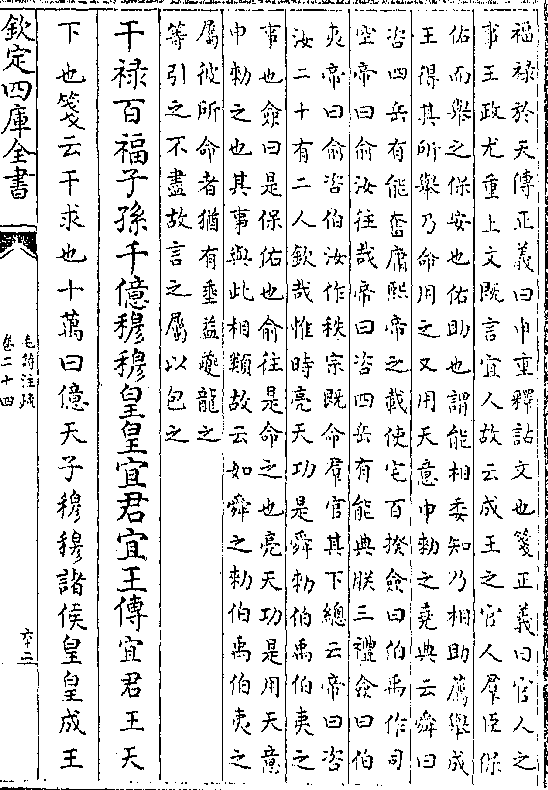 福禄於天傳正義曰申重釋詁文也箋正義曰官人之
事王政尤重上文既言宜人故云成王之官人羣臣保
佑而舉之保安也佑助也謂能相委知乃相助薦舉成
王得其所舉乃命用之又用天意申勑之堯典云舜曰
咨四岳有能奮庸熙帝之載使宅百揆僉曰伯禹作司
空帝曰俞汝往哉帝曰咨四岳有能典朕三禮僉曰伯
夷帝曰俞咨伯汝作秩宗既命羣官其下總云帝曰咨
汝二十有二人欽哉惟時亮天功是舜勑伯禹伯夷之
事也僉曰是保佑也俞往是命之也亮天功是用天意
申勑之也其事與此相類故云如舜之勑伯禹伯夷之
屬彼所命者猶有垂益夔龍之
等引之不盡故言之屬以包之
干禄百福子孫千億穆穆皇皇宜君宜王傳宜君王天
下也箋云干求也十萬曰億天子穆穆諸侯皇皇成王
欽定四庫全書
毛詩注疏
卷二十四
六十二